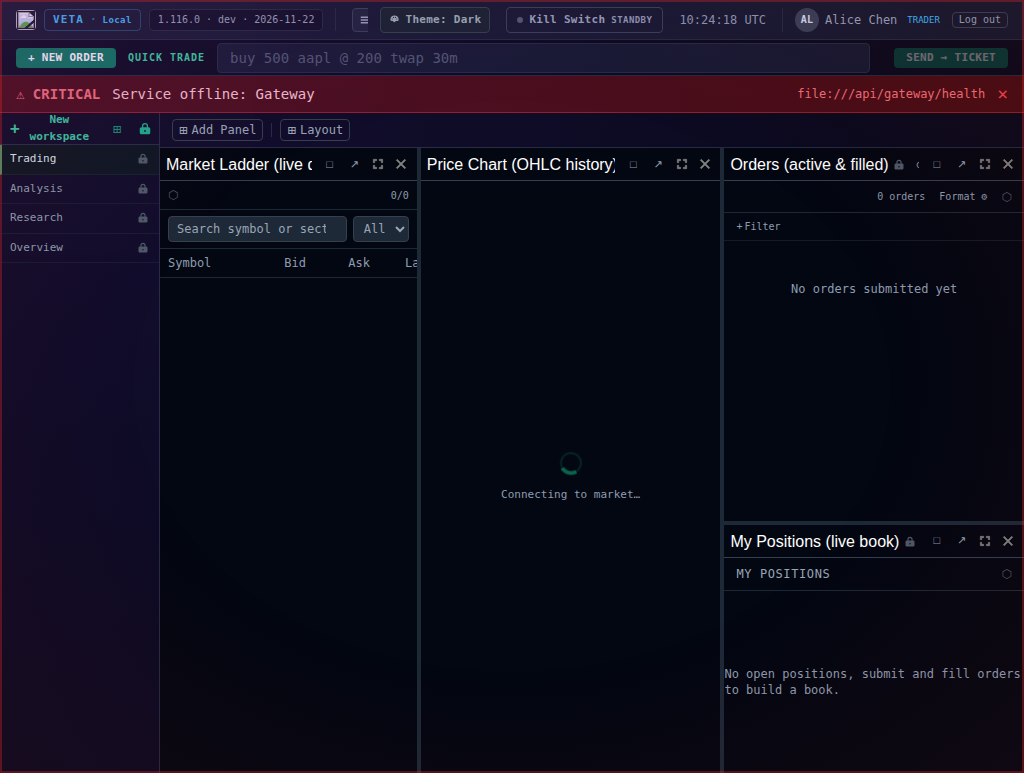 VETA · Local
1.116.0 · dev · 2026-11-22
Theme: Dark
Kill Switch STANDBY
10:24:18 UTC
AL
Alice Chen
TRADER
Log out
+ NEW ORDER
QUICK TRADE
buy 500 aapl @ 200 twap 30m
SEND → TICKET
⚠ CRITICAL Service offline: Gateway
file:///api/gateway/health ✕
+ New workspace
Add Panel
Layout
Trading
Analysis
Research
Overview
Market Ladder (live
0/0
Search symbol or sect
All
Symbol Bid Ask La
Price Chart (OHLC history)
Connecting to market…
Orders (active & filled)
0 orders
Format ⚙
+ Filter
No orders submitted yet
My Positions (live book)
MY POSITIONS
No open positions, submit and fill orders
to build a book.